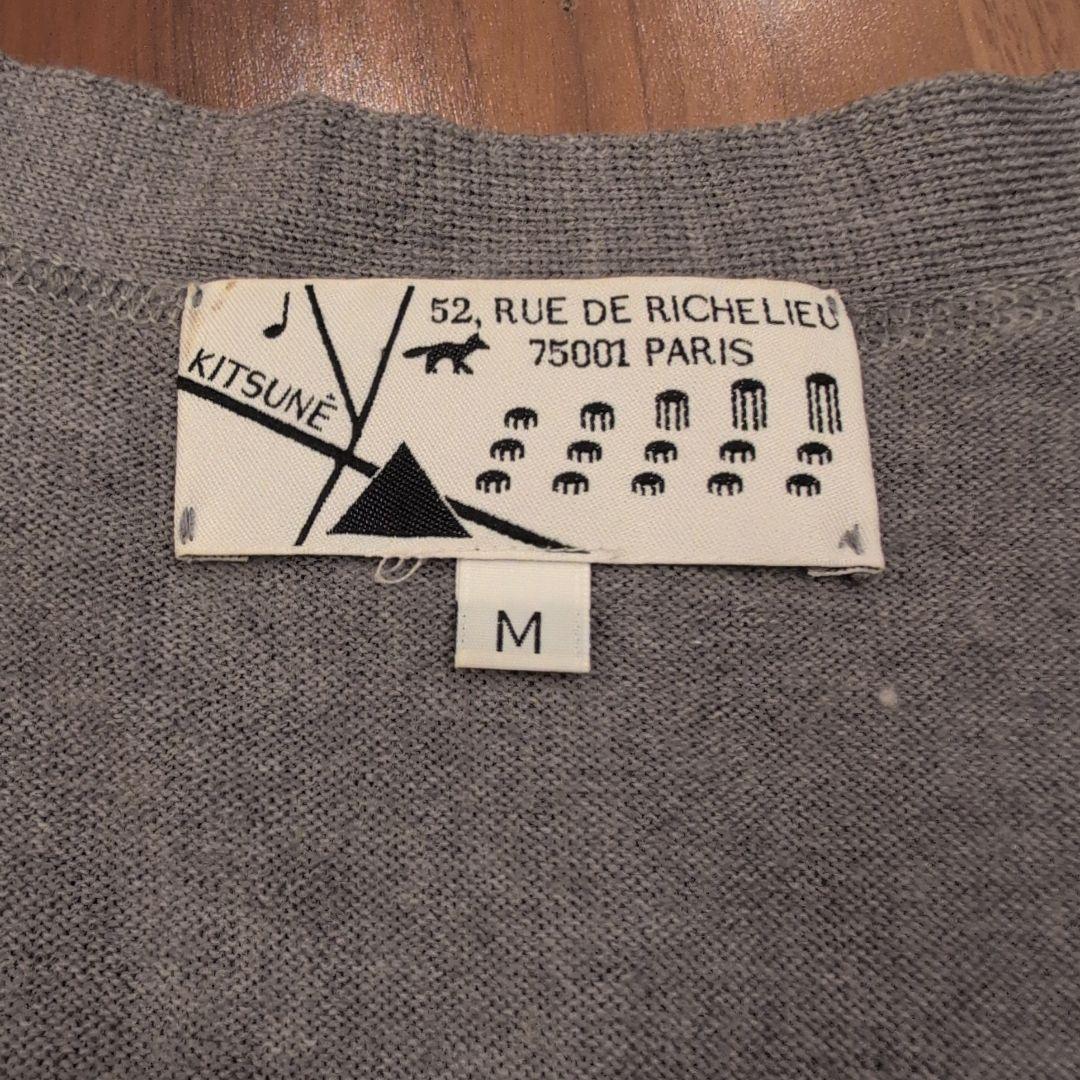 52, RUE DE RICHELIEU
75001 PARIS
KITSUNÉ
M